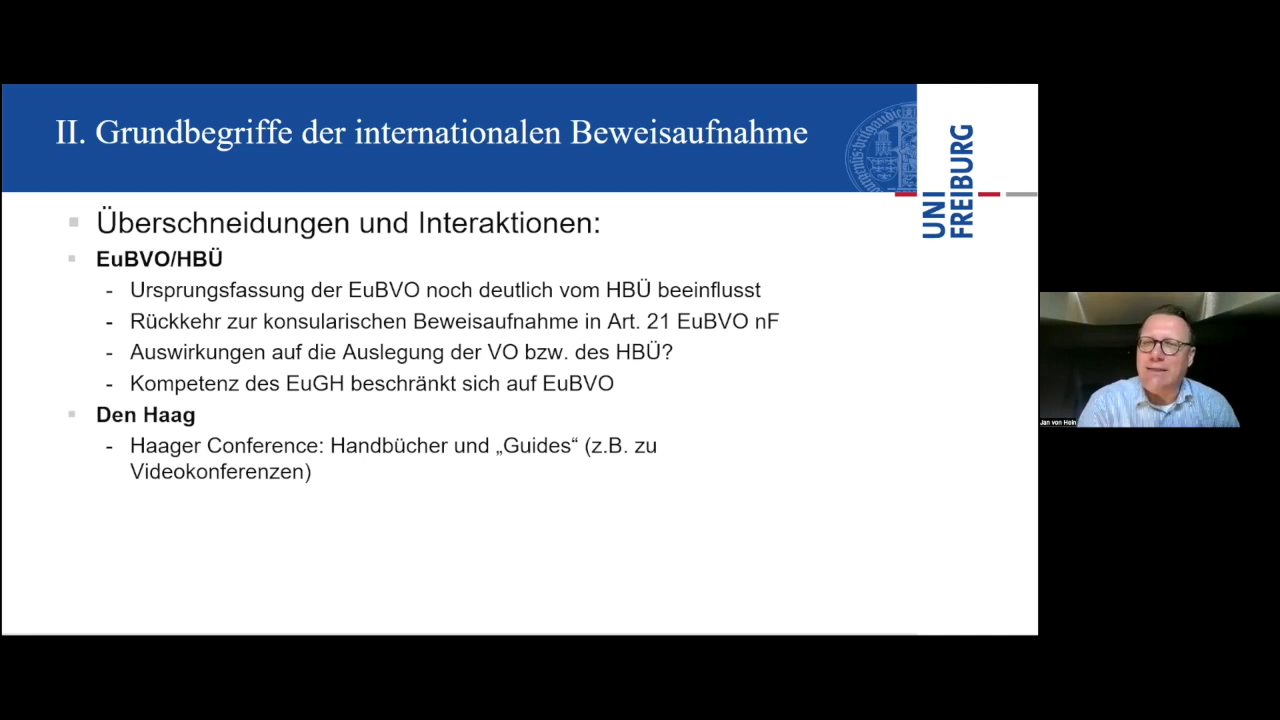 II. Grundbegriffe der internationalen Beweisaufnahme
UNI
FREIBURG
Überschneidungen und Interaktionen:
EuBVO/HBÜ
- Ursprungsfassung der EuBVO noch deutlich vom HBÜ beeinflusst
- Rückkehr zur konsularischen Beweisaufnahme in Art. 21 EuBVO nF
- Auswirkungen auf die Auslegung der VO bzw. des HBÜ?
- Kompetenz des EuGH beschränkt sich auf EuBVO
Den Haag
- Haager Conference: Handbücher und „Guides“ (z.B. zu
Videokonferenzen)
Jan von Hein